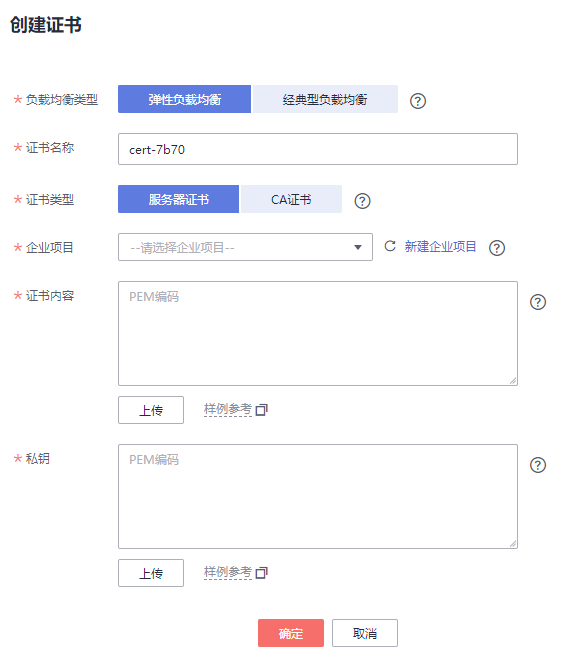 创建证书
* 负载均衡类型 弹性负载均衡 经典型负载均衡 ?
* 证书名称 cert-7b70
* 证书类型 服务器证书 CA证书 ?
* 企业项目 --请选择企业项目-- 新建企业项目 ?
* 证书内容 PEM编码 ?
上传 样例参考
* 私钥 PEM编码 ?
上传 样例参考
确定 取消